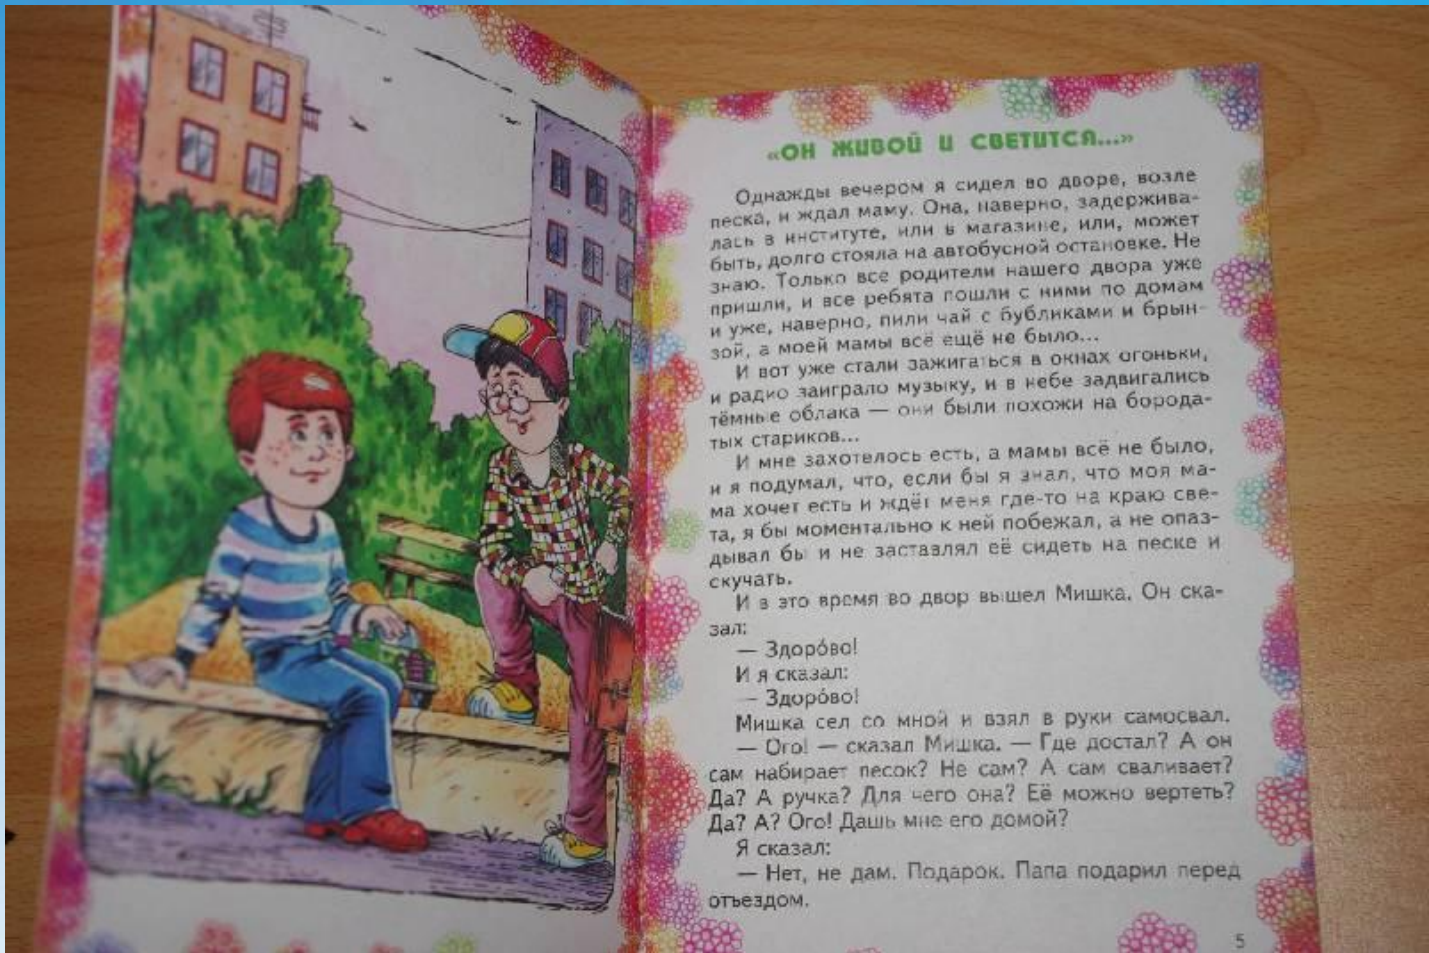 «ОН ЖИВОЙ И СВЕТИТСЯ...»
Однажды вечером я сидел во дворе, возле
песка, и ждал маму. Она, наверно, задержива-
лась в институте, или в магазине, или, может
быть, долго стояла на автобусной остановке. Не
знаю. Только все родители нашего двора уже
пришли, и все ребята пошли с ними по домам
и уже, наверно, пили чай с бубликами и брын-
зой, а моей мамы всё ещё не было...
И вот уже стали зажигаться в окнах огоньки,
и радио заиграло музыку, и в небе задвигались
тёмные облака — они были похожи на борода-
тых стариков...
И мне захотелось есть, а мамы всё не было,
и я подумал, что, если бы я знал, что моя ма-
ма хочет есть и ждёт меня где-то на краю све-
та, я бы моментально к ней побежал, а не опаз-
дывал бы и не заставлял её сидеть на песке и
скучать.
И в это время во двор вышел Мишка. Он ска-
зал:
— Здоро́во!
И я сказал:
— Здоро́во!
Мишка сел со мной и взял в руки самосвал.
— Ого! — сказал Мишка. — Где достал? А он
сам набирает песок? Не сам? А сам сваливает?
Да? А ручка? Для чего она? Её можно вертеть?
Да? А? Ого! Дашь мне его домой?
Я сказал:
— Нет, не дам. Подарок. Папа подарил перед
отъездом.
5